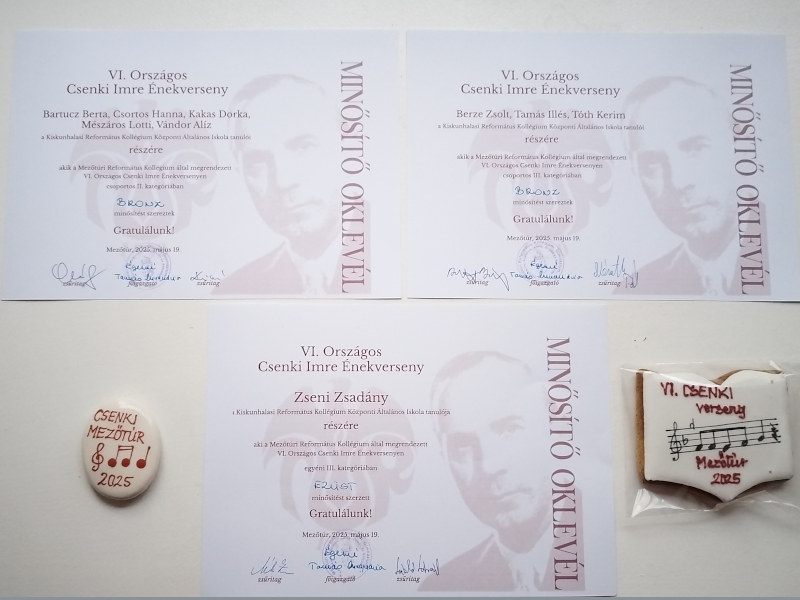 VI. Országos
Csenki Imre Énekverseny
Bartucz Berta, Csortos Hanna, Kakas Dorka,
Mészáros Lotti, Vándor Alíz
a Kiskunhalasi Református Kollégium Központi Általános Iskola tanulói
részére
akik a Mezőtúri Református Kollégium által megrendezett
VI. Országos Csenki Imre Énekversenyen
csoportos II. kategóriában
BRONZ
minősítést szereztek
Gratulálunk!
Mezőtúr, 2025. május 19.
zsűritag
főigazgató
zsűritag
MINŐSÍTŐ OKLEVÉL
VI. Országos
Csenki Imre Énekverseny
Berze Zsolt, Tamás Illés, Tóth Kerim
a Kiskunhalasi Református Kollégium Központi Általános Iskola tanulói
részére
akik a Mezőtúri Református Kollégium által megrendezett
VI. Országos Csenki Imre Énekversenyen
csoportos III. kategóriában
BRONZ
minősítést szereztek
Gratulálunk!
Mezőtúr, 2025. május 19.
zsűritag
főigazgató
zsűritag
MINŐSÍTŐ OKLEVÉL
VI. Országos
Csenki Imre Énekverseny
Zseni Zsadány
a Kiskunhalasi Református Kollégium Központi Általános Iskola tanulója
részére
aki a Mezőtúri Református Kollégium által megrendezett
VI. Országos Csenki Imre Énekversenyen
egyéni III. kategóriában
EZÜST
minősítést szerzett
Gratulálunk!
Mezőtúr, 2025. május 19.
zsűritag
főigazgató
zsűritag
MINŐSÍTŐ OKLEVÉL
CSENKI
MEZŐTÚR
2025
VI. CSENKI
verseny
Mezőtúr
2025